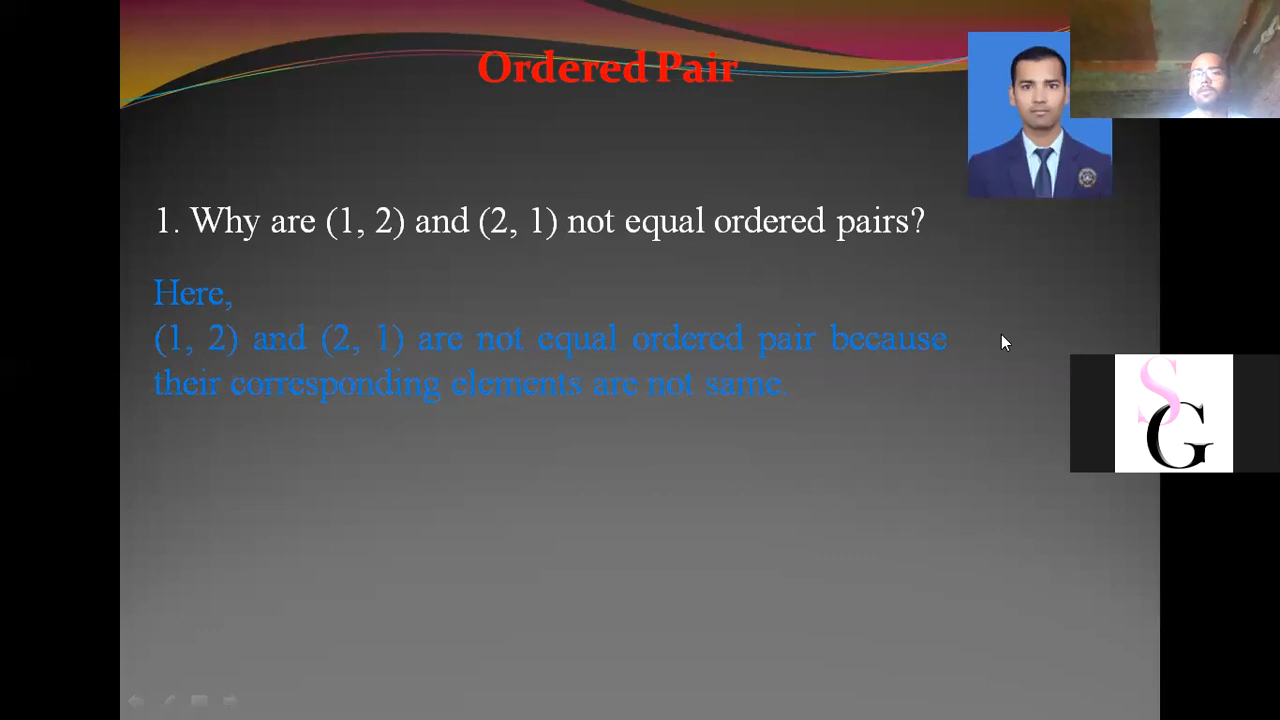 Ordered Pair
1. Why are (1, 2) and (2, 1) not equal ordered pairs?
Here,
(1, 2) and (2, 1) are not equal ordered pair because
their corresponding elements are not same.
SG